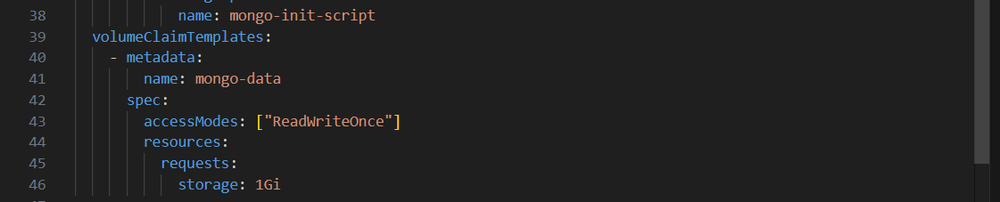 38 name: mongo-init-script
39 volumeClaimTemplates:
40 - metadata:
41 name: mongo-data
42 spec:
43 accessModes: ["ReadWriteOnce"]
44 resources:
45 requests:
46 storage: 1Gi